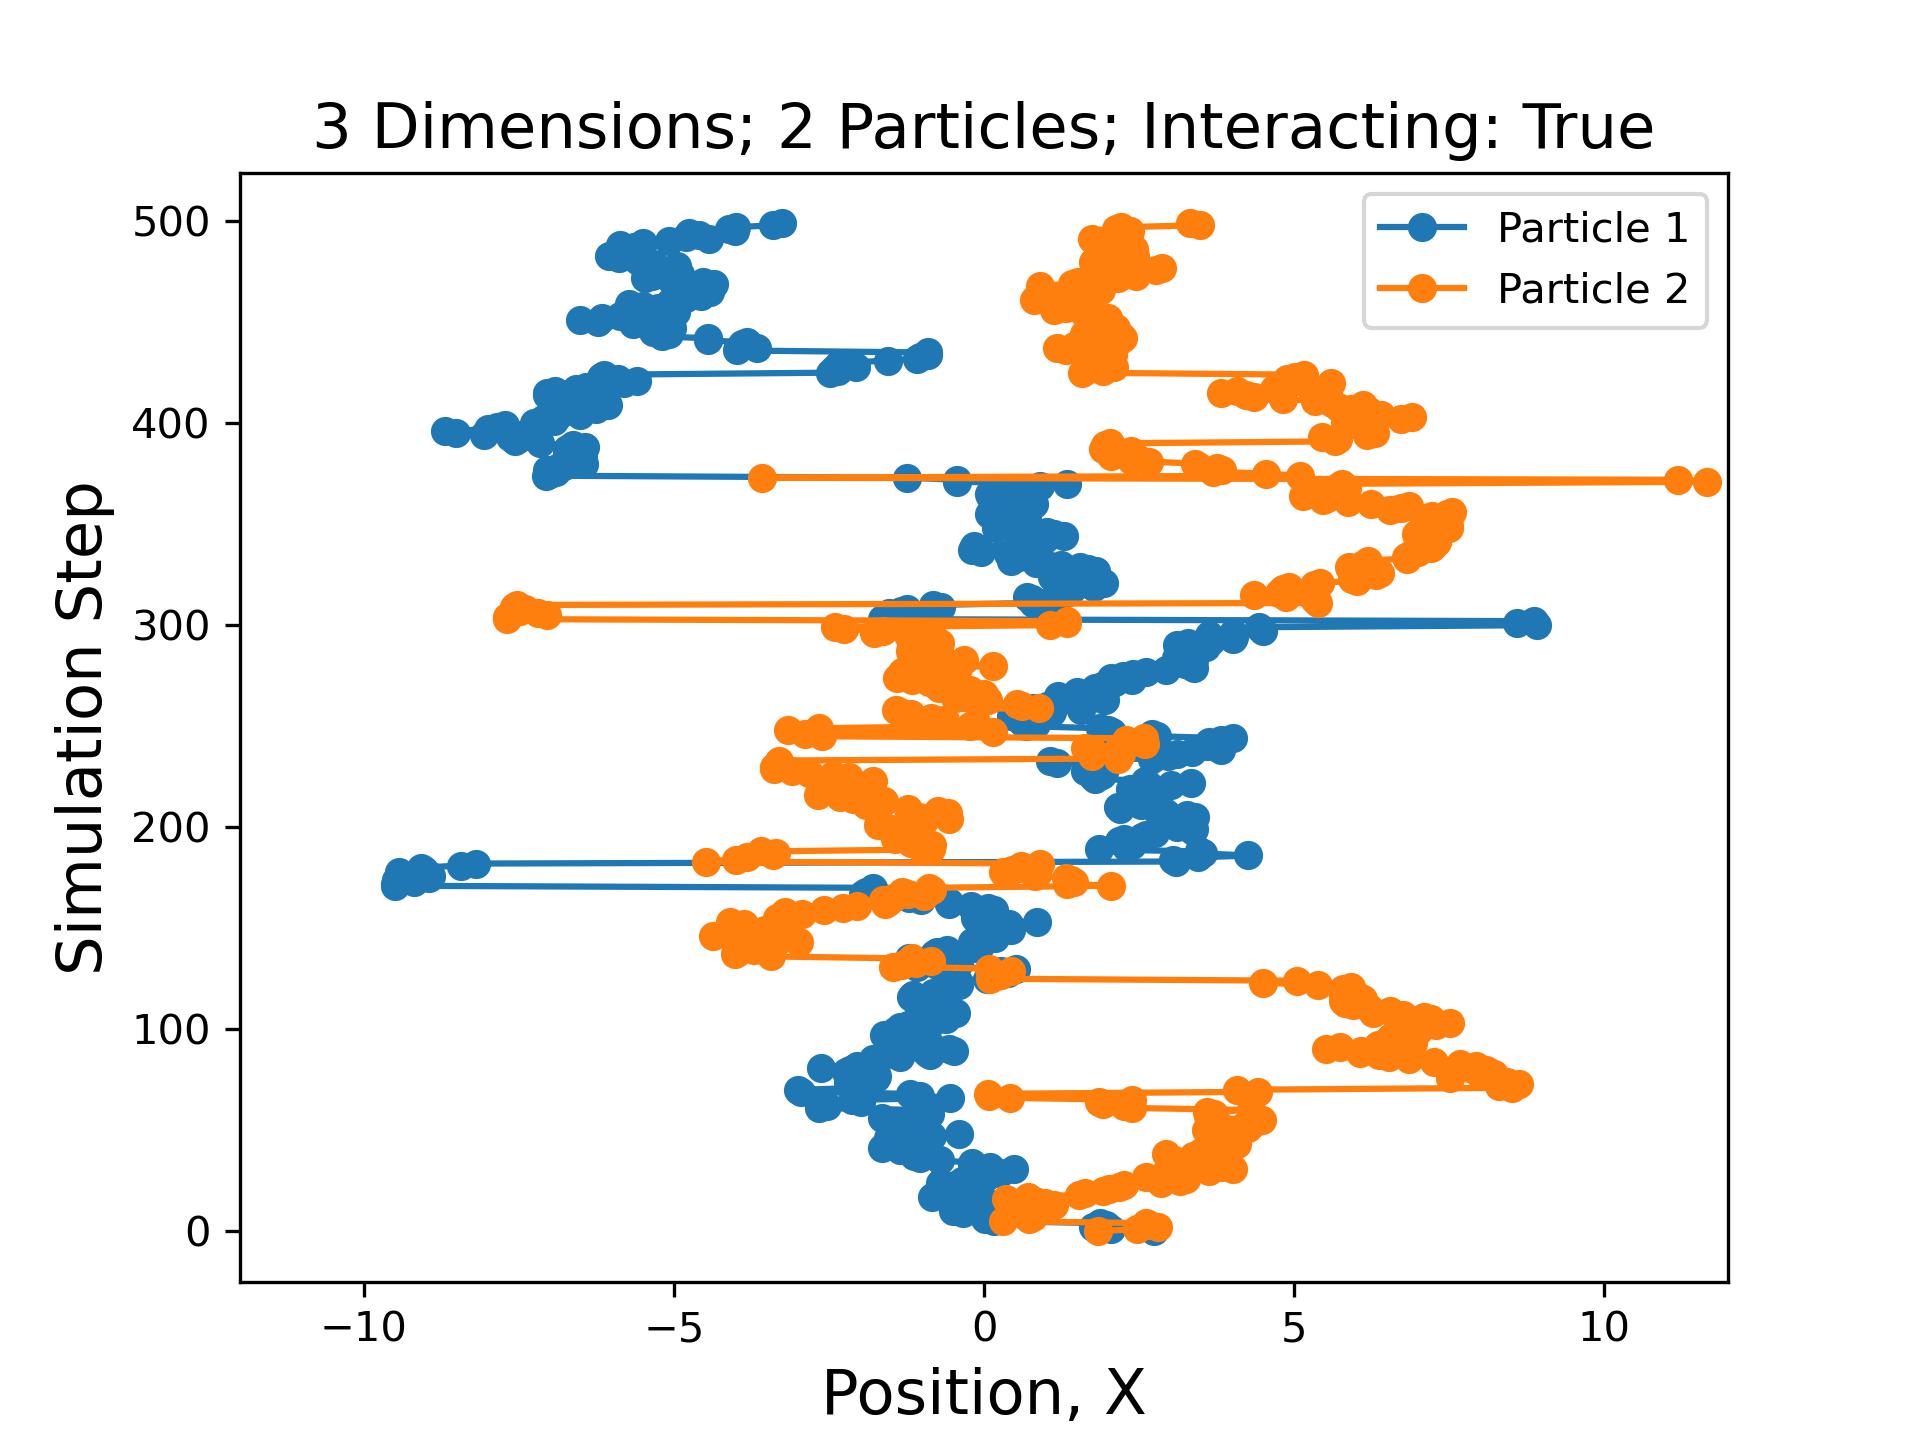 3 Dimensions; 2 Particles; Interacting: True
Particle 1
Particle 2
500
400
300
200
100
0
Simulation Step
−10
−5
0
5
10
Position, X